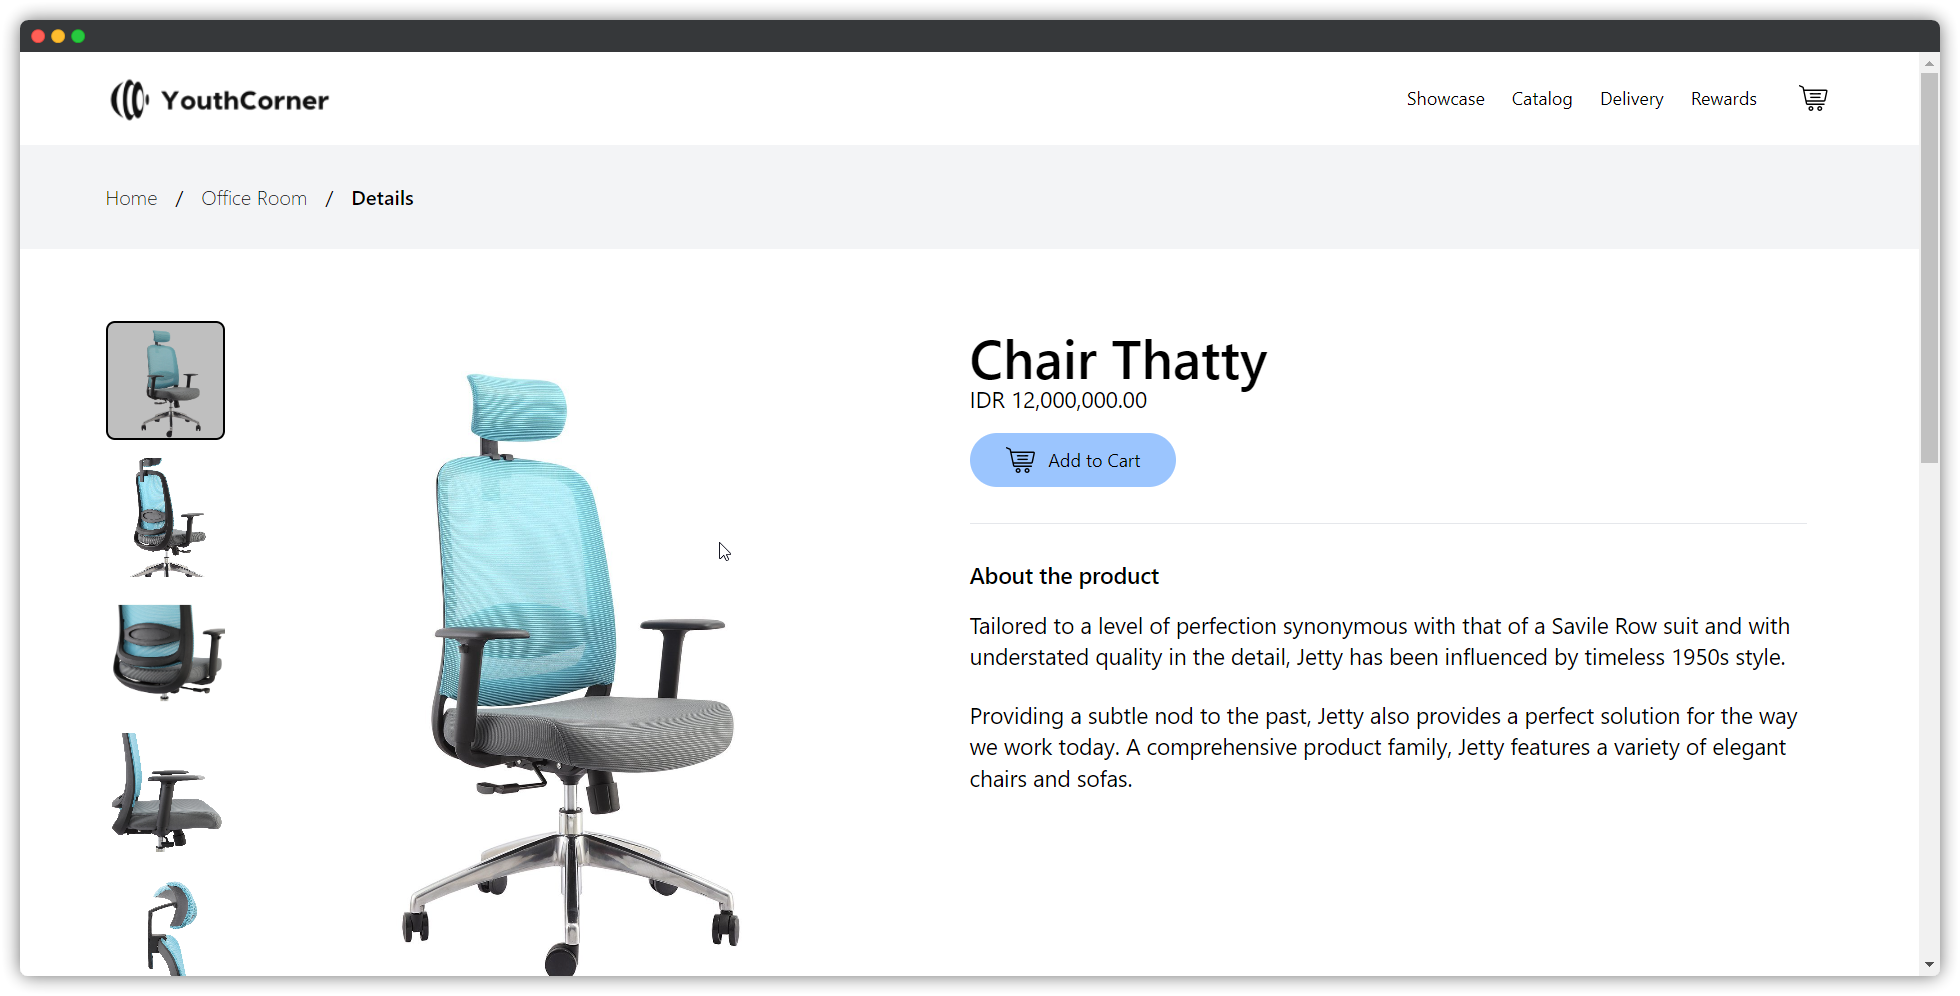 YouthCorner
Showcase Catalog Delivery Rewards
Home / Office Room / Details
Chair Thatty
IDR 12,000,000.00
Add to Cart
About the product
Tailored to a level of perfection synonymous with that of a Savile Row suit and with
understated quality in the detail, Jetty has been influenced by timeless 1950s style.
Providing a subtle nod to the past, Jetty also provides a perfect solution for the way
we work today. A comprehensive product family, Jetty features a variety of elegant
chairs and sofas.